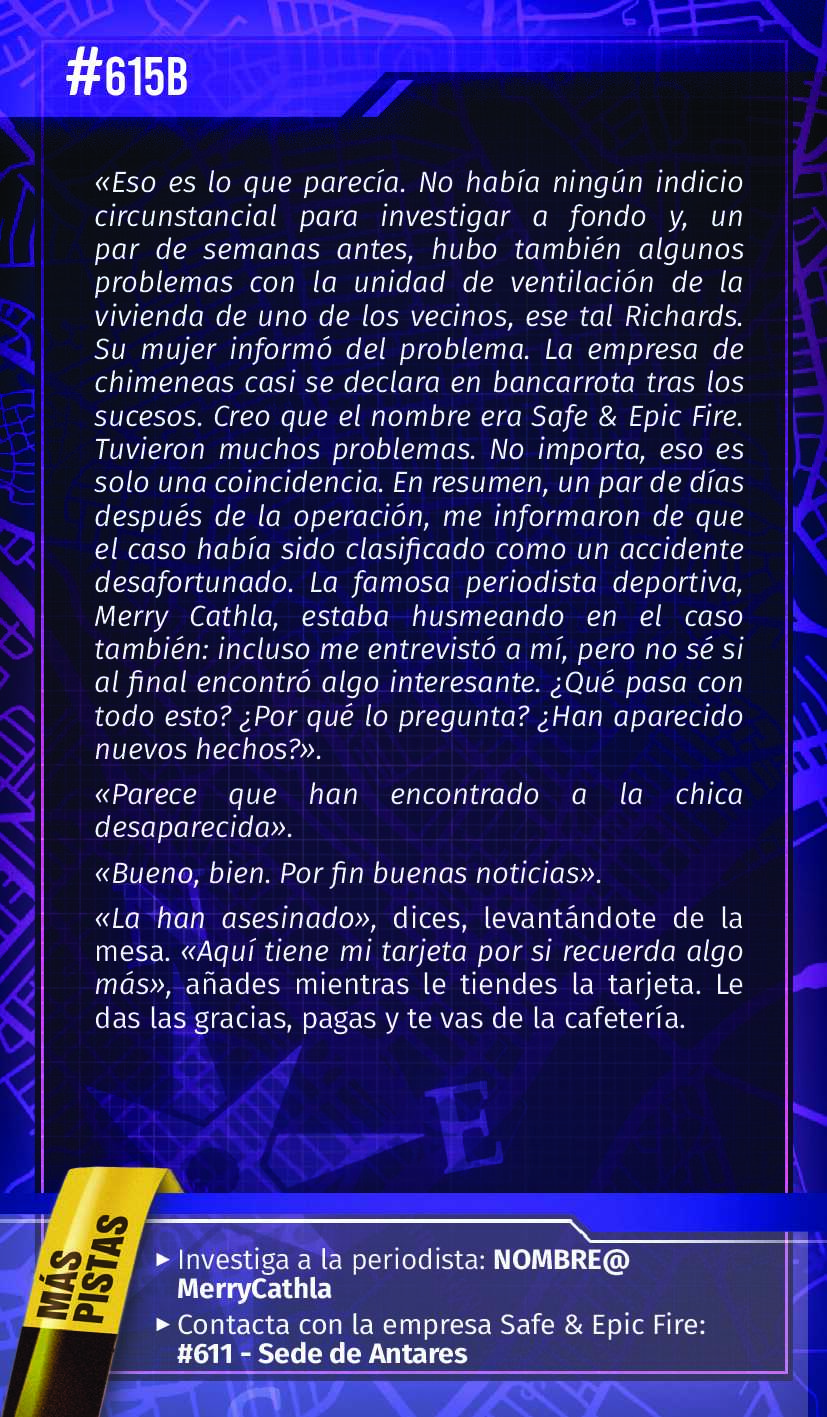 #615B
«Eso es lo que parecía. No había ningún indicio
circunstancial para investigar a fondo y, un
par de semanas antes, hubo también algunos
problemas con la unidad de ventilación de la
vivienda de uno de los vecinos, ese tal Richards.
Su mujer informó del problema. La empresa de
chimeneas casi se declara en bancarrota tras los
sucesos. Creo que el nombre era Safe & Epic Fire.
Tuvieron muchos problemas. No importa, eso es
solo una coincidencia. En resumen, un par de días
después de la operación, me informaron de que
el caso había sido clasificado como un accidente
desafortunado. La famosa periodista deportiva,
Merry Cathla, estaba husmeando en el caso
también: incluso me entrevistó a mí, pero no sé si
al final encontró algo interesante. ¿Qué pasa con
todo esto? ¿Por qué lo pregunta? ¿Han aparecido
nuevos hechos?».
«Parece que han encontrado a la chica
desaparecida».
«Bueno, bien. Por fin buenas noticias».
«La han asesinado», dices, levantándote de la
mesa. «Aquí tiene mi tarjeta por si recuerda algo
más», añades mientras le tiendes la tarjeta. Le
das las gracias, pagas y te vas de la cafetería.
E
MÁS
PISTAS
▸ Investiga a la periodista: NOMBRE@
MerryCathla
▸ Contacta con la empresa Safe & Epic Fire:
#611 - Sede de Antares